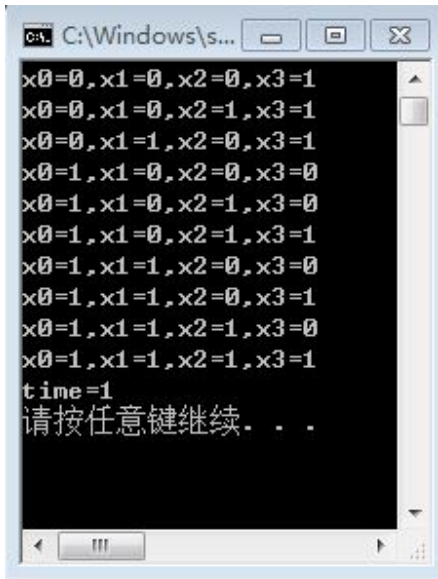 C:\Windows\s...
x0=0,x1=0,x2=0,x3=1
x0=0,x1=0,x2=1,x3=1
x0=0,x1=1,x2=0,x3=1
x0=1,x1=0,x2=0,x3=0
x0=1,x1=0,x2=1,x3=0
x0=1,x1=0,x2=1,x3=1
x0=1,x1=1,x2=0,x3=0
x0=1,x1=1,x2=0,x3=1
x0=1,x1=1,x2=1,x3=0
x0=1,x1=1,x2=1,x3=1
time=1
请按任意键继续. . .